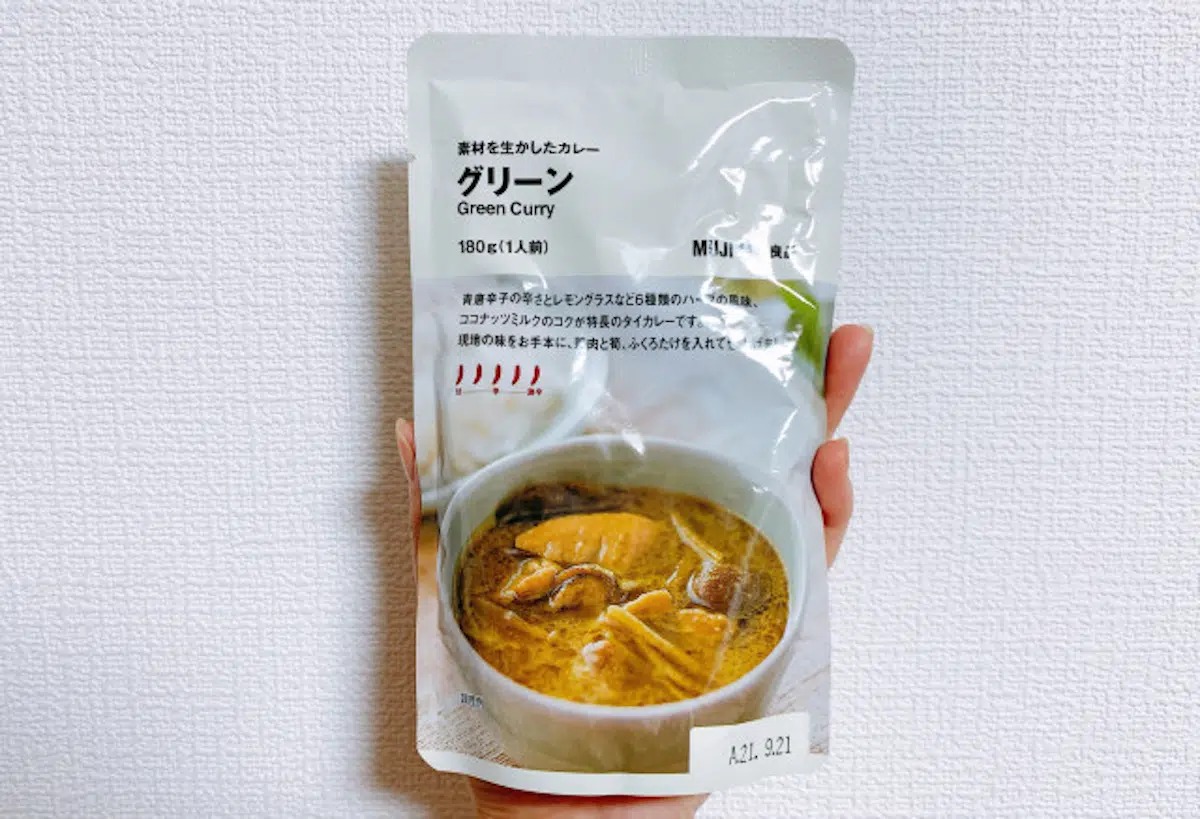 素材を生かしたカレー
グリーン
Green Curry
180g(1人前)
MUJI 良品
青唐辛子の辛さとレモングラスなど6種類のハーブの風味、
ココナッツミルクのコクが特長のタイカレーです。
現地の味をお手本に、鶏肉と筍、ふくろたけを入れて
辛
A21. 9.21